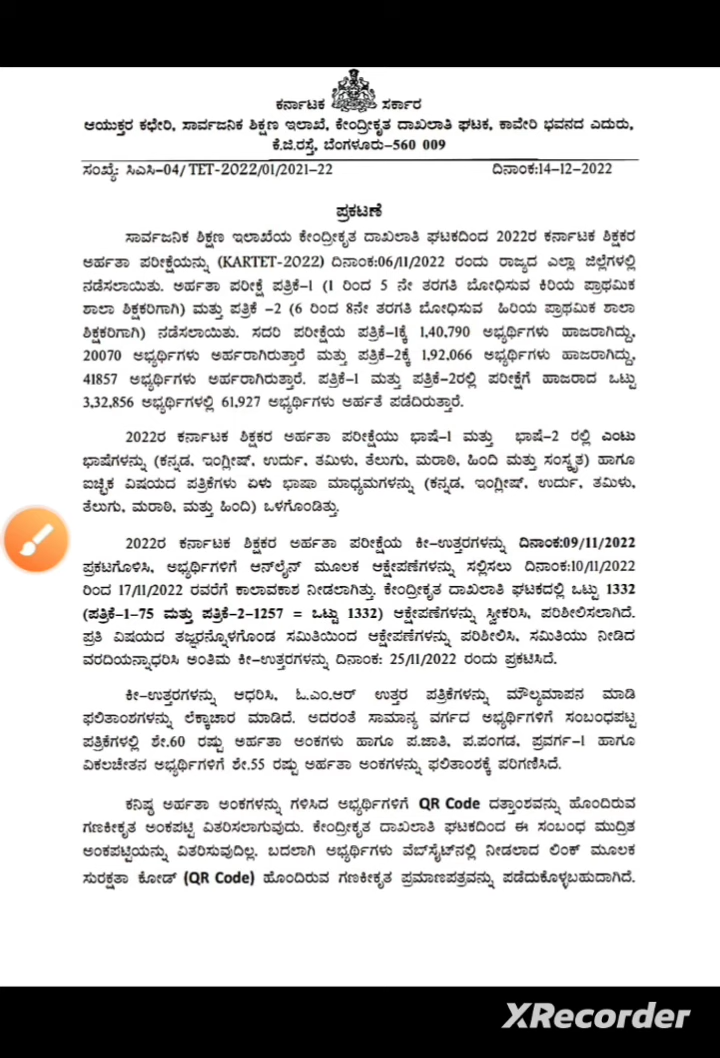 ಕರ್ನಾಟಕ ಸರ್ಕಾರ
ಆಯುಕ್ತರ ಕಛೇರಿ, ಸಾರ್ವಜನಿಕ ಶಿಕ್ಷಣ ಇಲಾಖೆ, ಕೇಂದ್ರೀಕೃತ ದಾಖಲಾತಿ ಘಟಕ, ಕಾವೇರಿ ಭವನದ ಎದುರು,
ಕೆ.ಜಿ.ರಸ್ತೆ, ಬೆಂಗಳೂರು–560 009
ಸಂಖ್ಯೆ: ಸಿಎಸಿ–04/ TET-2022/01/2021–22 ದಿನಾಂಕ:14–12–2022
ಪ್ರಕಟಣೆ
ಸಾರ್ವಜನಿಕ ಶಿಕ್ಷಣ ಇಲಾಖೆಯ ಕೇಂದ್ರೀಕೃತ ದಾಖಲಾತಿ ಘಟಕದಿಂದ 2022ರ ಕರ್ನಾಟಕ ಶಿಕ್ಷಕರ
ಅರ್ಹತಾ ಪರೀಕ್ಷೆಯನ್ನು (KARTET-2022) ದಿನಾಂಕ:06/11/2022 ರಂದು ರಾಜ್ಯದ ಎಲ್ಲಾ ಜಿಲ್ಲೆಗಳಲ್ಲಿ
ನಡೆಸಲಾಯಿತು. ಅರ್ಹತಾ ಪರೀಕ್ಷೆ ಪತ್ರಿಕೆ–1 (1 ರಿಂದ 5 ನೇ ತರಗತಿ ಬೋಧಿಸುವ ಕಿರಿಯ ಪ್ರಾಥಮಿಕ
ಶಾಲಾ ಶಿಕ್ಷಕರಿಗಾಗಿ) ಮತ್ತು ಪತ್ರಿಕೆ –2 (6 ರಿಂದ 8ನೇ ತರಗತಿ ಬೋಧಿಸುವ ಹಿರಿಯ ಪ್ರಾಥಮಿಕ ಶಾಲಾ
ಶಿಕ್ಷಕರಿಗಾಗಿ) ನಡೆಸಲಾಯಿತು. ಸದರಿ ಪರೀಕ್ಷೆಯ ಪತ್ರಿಕೆ–1ಕ್ಕೆ 1,40,790 ಅಭ್ಯರ್ಥಿಗಳು ಹಾಜರಾಗಿದ್ದು,
20070 ಅಭ್ಯರ್ಥಿಗಳು ಅರ್ಹರಾಗಿರುತ್ತಾರೆ ಮತ್ತು ಪತ್ರಿಕೆ–2ಕ್ಕೆ 1,92,066 ಅಭ್ಯರ್ಥಿಗಳು ಹಾಜರಾಗಿದ್ದು,
41857 ಅಭ್ಯರ್ಥಿಗಳು ಅರ್ಹರಾಗಿರುತ್ತಾರೆ. ಪತ್ರಿಕೆ–1 ಮತ್ತು ಪತ್ರಿಕೆ–2ರಲ್ಲಿ ಪರೀಕ್ಷೆಗೆ ಹಾಜರಾದ ಒಟ್ಟು
3,32,856 ಅಭ್ಯರ್ಥಿಗಳಲ್ಲಿ 61,927 ಅಭ್ಯರ್ಥಿಗಳು ಅರ್ಹತೆ ಪಡೆದಿರುತ್ತಾರೆ.
2022ರ ಕರ್ನಾಟಕ ಶಿಕ್ಷಕರ ಅರ್ಹತಾ ಪರೀಕ್ಷೆಯು ಭಾಷೆ–1 ಮತ್ತು ಭಾಷೆ–2 ರಲ್ಲಿ ಎಂಟು
ಭಾಷೆಗಳನ್ನು (ಕನ್ನಡ, ಇಂಗ್ಲೀಷ್, ಉರ್ದು, ತಮಿಳು, ತೆಲುಗು, ಮರಾಠಿ, ಹಿಂದಿ ಮತ್ತು ಸಂಸ್ಕೃತ) ಹಾಗೂ
ಐಚ್ಛಿಕ ವಿಷಯದ ಪತ್ರಿಕೆಗಳು ಏಳು ಭಾಷಾ ಮಾಧ್ಯಮಗಳನ್ನು (ಕನ್ನಡ, ಇಂಗ್ಲೀಷ್, ಉರ್ದು, ತಮಿಳು,
ತೆಲುಗು, ಮರಾಠಿ, ಮತ್ತು ಹಿಂದಿ) ಒಳಗೊಂಡಿತ್ತು.
2022ರ ಕರ್ನಾಟಕ ಶಿಕ್ಷಕರ ಅರ್ಹತಾ ಪರೀಕ್ಷೆಯ ಕೀ–ಉತ್ತರಗಳನ್ನು ದಿನಾಂಕ:09/11/2022
ಪ್ರಕಟಗೊಳಿಸಿ, ಅಭ್ಯರ್ಥಿಗಳಿಗೆ ಆನ್‌ಲೈನ್ ಮೂಲಕ ಆಕ್ಷೇಪಣೆಗಳನ್ನು ಸಲ್ಲಿಸಲು ದಿನಾಂಕ:10/11/2022
ರಿಂದ 17/11/2022 ರವರೆಗೆ ಕಾಲಾವಕಾಶ ನೀಡಲಾಗಿತ್ತು. ಕೇಂದ್ರೀಕೃತ ದಾಖಲಾತಿ ಘಟಕದಲ್ಲಿ ಒಟ್ಟು 1332
(ಪತ್ರಿಕೆ–1–75 ಮತ್ತು ಪತ್ರಿಕೆ–2–1257 = ಒಟ್ಟು 1332) ಆಕ್ಷೇಪಣೆಗಳನ್ನು ಸ್ವೀಕರಿಸಿ, ಪರಿಶೀಲಿಸಲಾಗಿದೆ.
ಪ್ರತಿ ವಿಷಯದ ತಜ್ಞರನ್ನೊಳಗೊಂಡ ಸಮಿತಿಯಿಂದ ಆಕ್ಷೇಪಣೆಗಳನ್ನು ಪರಿಶೀಲಿಸಿ, ಸಮಿತಿಯು ನೀಡಿದ
ವರದಿಯನ್ನಾಧರಿಸಿ ಅಂತಿಮ ಕೀ–ಉತ್ತರಗಳನ್ನು ದಿನಾಂಕ: 25/11/2022 ರಂದು ಪ್ರಕಟಿಸಿದೆ.
ಕೀ–ಉತ್ತರಗಳನ್ನು ಆಧರಿಸಿ, ಓ.ಎಂ.ಆರ್ ಉತ್ತರ ಪತ್ರಿಕೆಗಳನ್ನು ಮೌಲ್ಯಮಾಪನ ಮಾಡಿ
ಫಲಿತಾಂಶಗಳನ್ನು ಲೆಕ್ಕಾಚಾರ ಮಾಡಿದೆ. ಅದರಂತೆ ಸಾಮಾನ್ಯ ವರ್ಗದ ಅಭ್ಯರ್ಥಿಗಳಿಗೆ ಸಂಬಂಧಪಟ್ಟ
ಪತ್ರಿಕೆಗಳಲ್ಲಿ ಶೇ.60 ರಷ್ಟು ಅರ್ಹತಾ ಅಂಕಗಳು ಹಾಗೂ ಪ.ಜಾತಿ, ಪ.ಪಂಗಡ, ಪ್ರವರ್ಗ–1 ಹಾಗೂ
ವಿಕಲಚೇತನ ಅಭ್ಯರ್ಥಿಗಳಿಗೆ ಶೇ.55 ರಷ್ಟು ಅರ್ಹತಾ ಅಂಕಗಳನ್ನು ಫಲಿತಾಂಶಕ್ಕೆ ಪರಿಗಣಿಸಿದೆ.
ಕನಿಷ್ಠ ಅರ್ಹತಾ ಅಂಕಗಳನ್ನು ಗಳಿಸಿದ ಅಭ್ಯರ್ಥಿಗಳಿಗೆ QR Code ದತ್ತಾಂಶವನ್ನು ಹೊಂದಿರುವ
ಗಣಕೀಕೃತ ಅಂಕಪಟ್ಟಿ ವಿತರಿಸಲಾಗುವುದು. ಕೇಂದ್ರೀಕೃತ ದಾಖಲಾತಿ ಘಟಕದಿಂದ ಈ ಸಂಬಂಧ ಮುದ್ರಿತ
ಅಂಕಪಟ್ಟಿಯನ್ನು ವಿತರಿಸುವುದಿಲ್ಲ. ಬದಲಾಗಿ ಅಭ್ಯರ್ಥಿಗಳು ವೆಬ್‌ಸೈಟ್‌ನಲ್ಲಿ ನೀಡಲಾದ ಲಿಂಕ್ ಮೂಲಕ
ಸುರಕ್ಷತಾ ಕೋಡ್ (QR Code) ಹೊಂದಿರುವ ಗಣಕೀಕೃತ ಪ್ರಮಾಣಪತ್ರವನ್ನು ಪಡೆದುಕೊಳ್ಳಬಹುದಾಗಿದೆ.
XRecorder